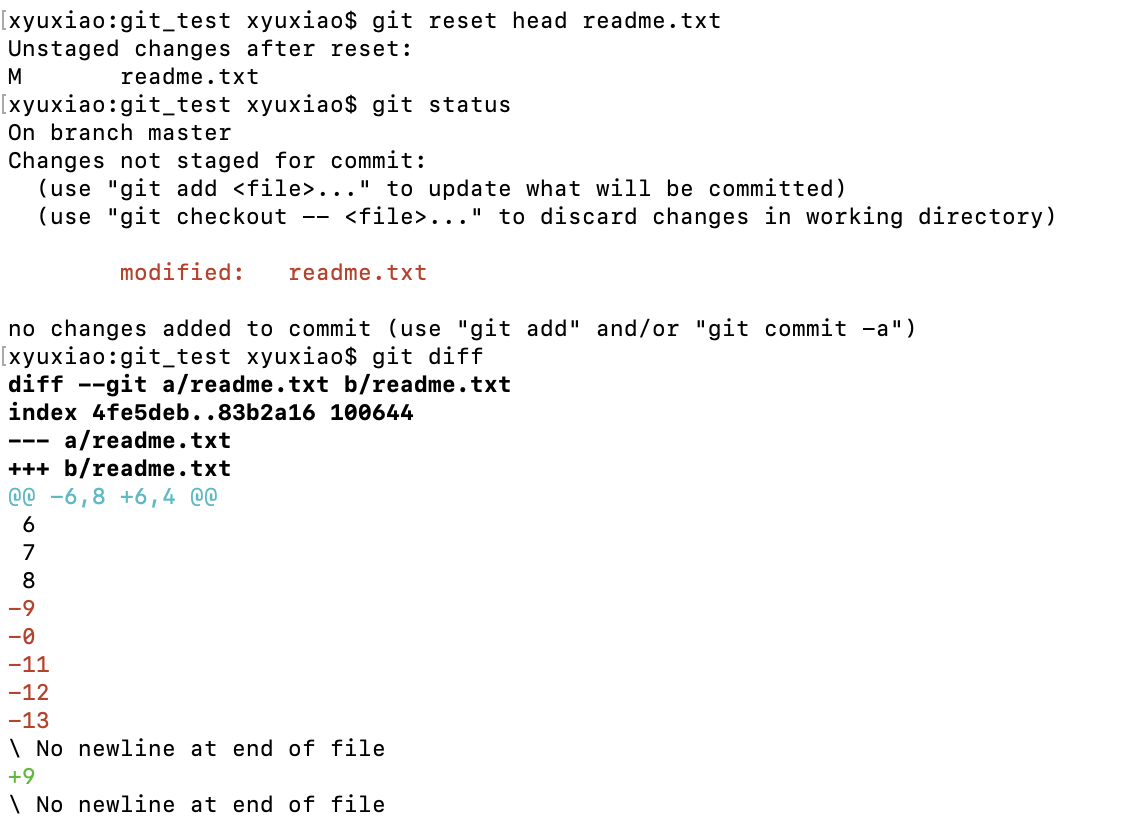 [xyuxiao:git_test xyuxiao$ git reset head readme.txt
Unstaged changes after reset:
M       readme.txt
[xyuxiao:git_test xyuxiao$ git status
On branch master
Changes not staged for commit:
  (use "git add <file>..." to update what will be committed)
  (use "git checkout -- <file>..." to discard changes in working directory)

        modified:   readme.txt

no changes added to commit (use "git add" and/or "git commit -a")
[xyuxiao:git_test xyuxiao$ git diff
diff --git a/readme.txt b/readme.txt
index 4fe5deb..83b2a16 100644
--- a/readme.txt
+++ b/readme.txt
@@ -6,8 +6,4 @@
 6
 7
 8
-9
-0
-11
-12
-13
\ No newline at end of file
+9
\ No newline at end of file